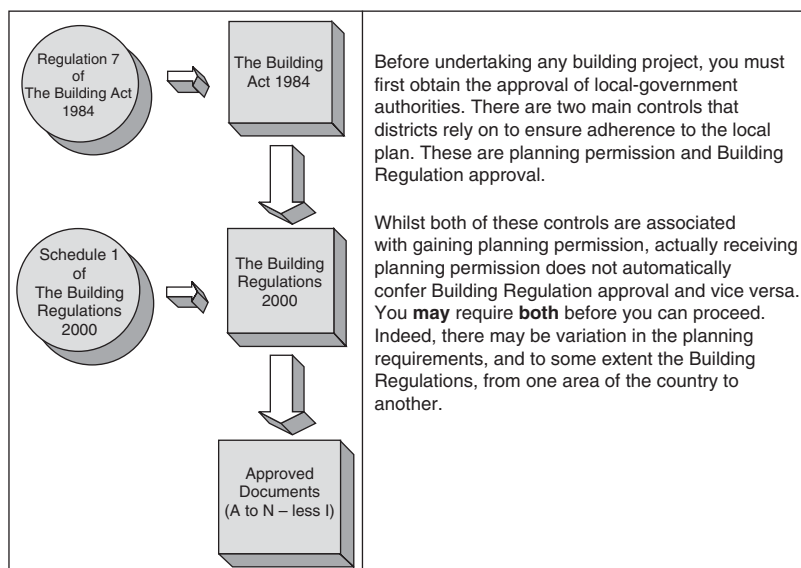 Regulation 7
of
The Building Act
1984
The Building
Act 1984
Schedule 1
of
The Building
Regulations
2000
The Building
Regulations
2000
Approved
Documents
(A to N – less I)
Before undertaking any building project, you must
first obtain the approval of local-government
authorities. There are two main controls that
districts rely on to ensure adherence to the local
plan. These are planning permission and Building
Regulation approval.
Whilst both of these controls are associated
with gaining planning permission, actually receiving
planning permission does not automatically
confer Building Regulation approval and vice versa.
You may require both before you can proceed.
Indeed, there may be variation in the planning
requirements, and to some extent the Building
Regulations, from one area of the country to
another.